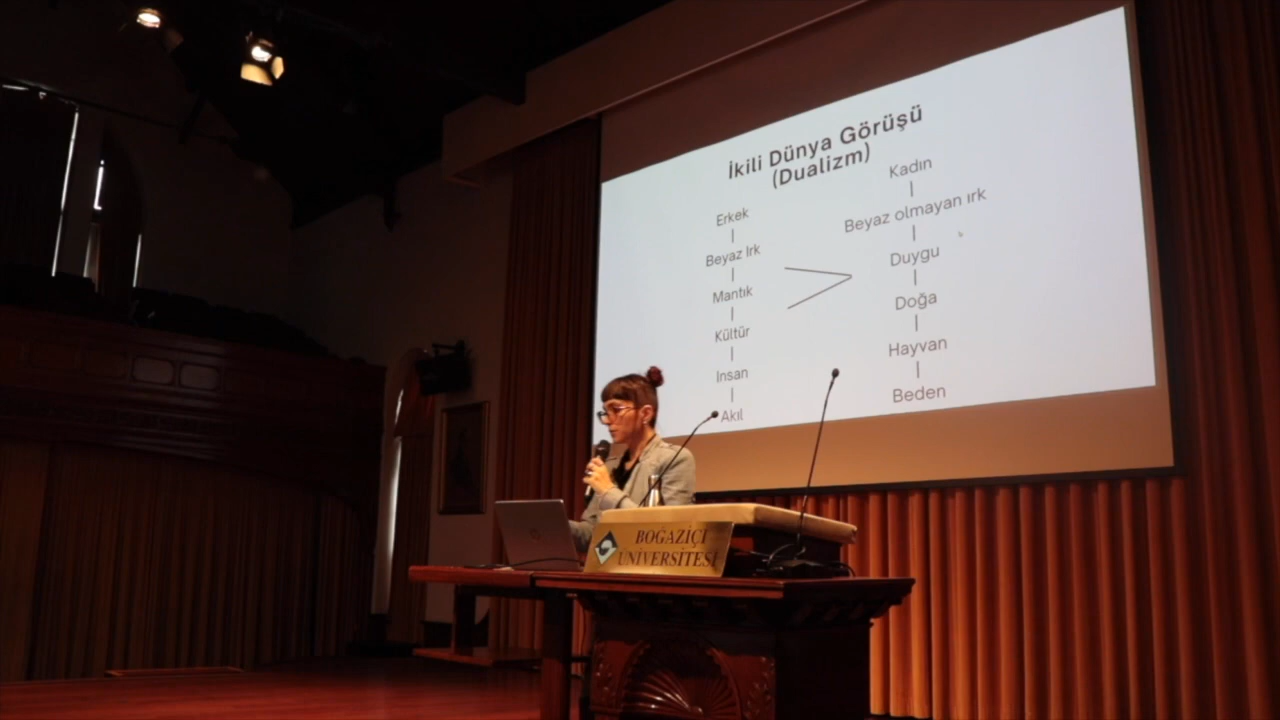 İkili Dünya Görüşü
(Dualizm)
Erkek
|
Beyaz Irk
|
Mantık
|
Kültür
|
İnsan
|
Akıl
Kadın
|
Beyaz olmayan ırk
|
Duygu
|
Doğa
|
Hayvan
|
Beden
BOĞAZİÇİ
ÜNİVERSİTESİ